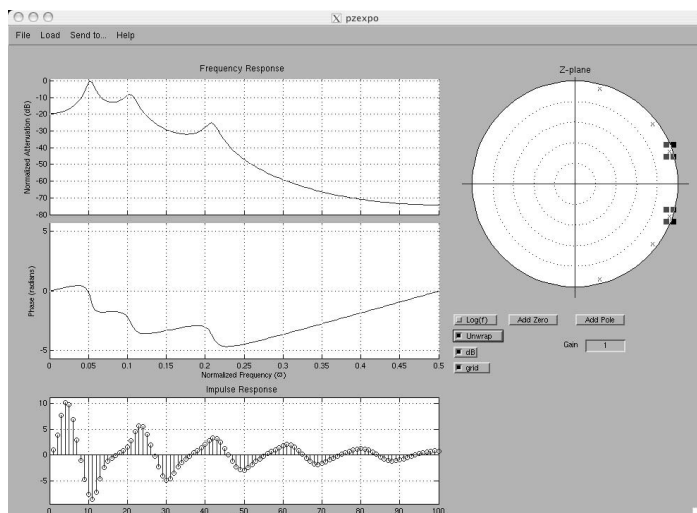 X pzexpo
File Load Send to... Help
Frequency Response
Normalized Attenuation (dB)
0
-10
-20
-30
-40
-50
-60
-70
-80
Phase (radians)
5
0
-5
0 0.05 0.1 0.15 0.2 0.25 0.3 0.35 0.4 0.45 0.5
Normalized Frequency (ϖ)
Impulse Response
10
5
0
-5
0 10 20 30 40 50 60 70 80 90 100
Z-plane
Log(f) Add Zero Add Pole
Unwrap
dB
grid
Gain 1